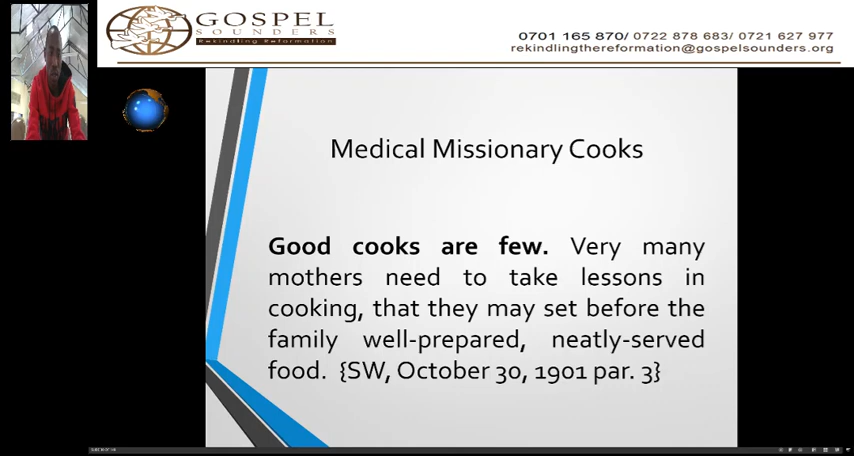 GOSPEL
SOUNDERS
Rekindling Reformation
0701 165 870/ 0722 878 683/ 0721 627 977
rekindlingthereformation@gospelsounders.org
Medical Missionary Cooks
Good cooks are few. Very many
mothers need to take lessons in
cooking, that they may set before the
family well-prepared, neatly-served
food. {SW, October 30, 1901 par. 3}